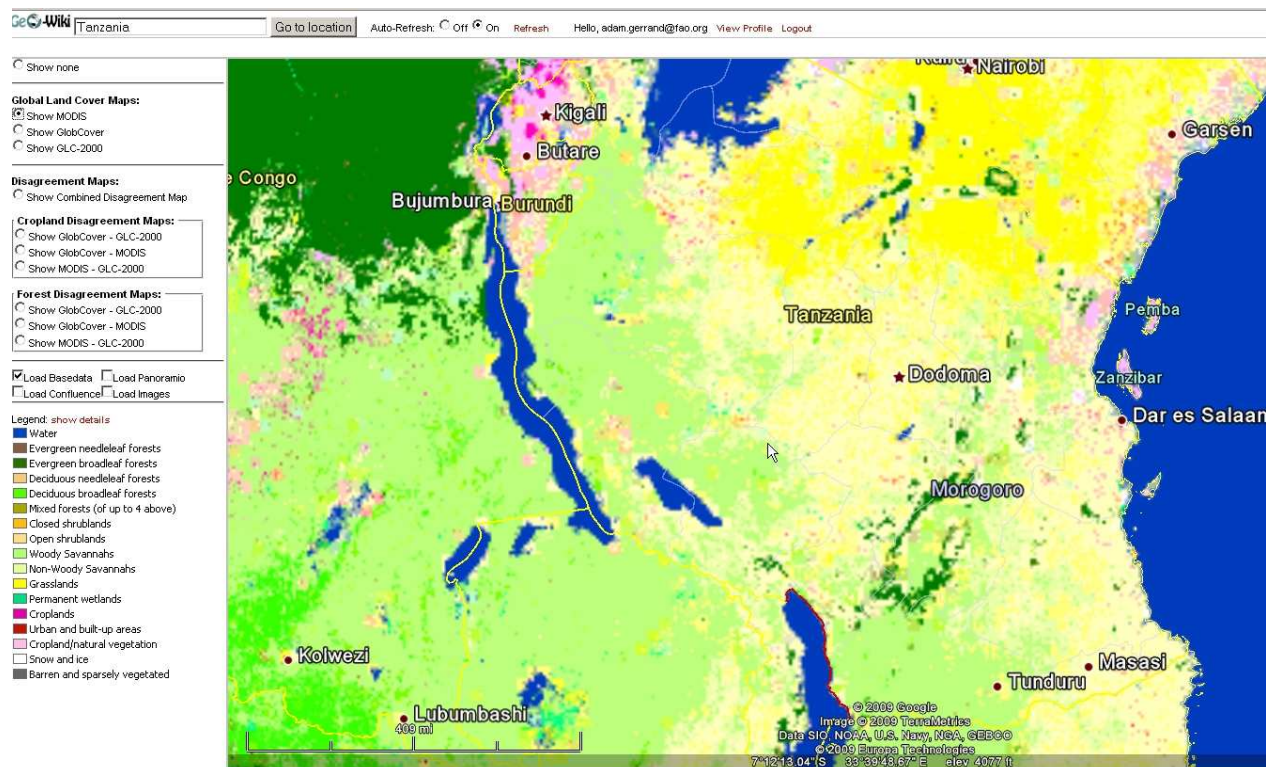 Geo-Wiki Tanzania Go to location Auto-Refresh: Off On Refresh Hello, adam.gerrand@fao.org View Profile Logout
Show none
Global Land Cover Maps:
Show MODIS
Show GlobCover
Show GLC-2000
Disagreement Maps:
Show Combined Disagreement Map
Cropland Disagreement Maps:
Show GlobCover - GLC-2000
Show GlobCover - MODIS
Show MODIS - GLC-2000
Forest Disagreement Maps:
Show GlobCover - GLC-2000
Show GlobCover - MODIS
Show MODIS - GLC-2000
Load Basedata Load Panoramio
Load Confluence Load Images
Legend: show details
Water
Evergreen needleleaf forests
Evergreen broadleaf forests
Deciduous needleleaf forests
Deciduous broadleaf forests
Mixed forests (of up to 4 above)
Closed shrublands
Open shrublands
Woody Savannahs
Non-Woody Savannahs
Grasslands
Permanent wetlands
Croplands
Urban and built-up areas
Cropland/natural vegetation
Snow and ice
Barren and sparsely vegetated
Nairobi
Kigali
Garsen
Butare
e Congo
Bujumbura Burundi
Pemba
Tanzania
Dodoma
Zanzibar
Dar es Salaam
Morogoro
Kolwezi
Masasi
Tunduru
Lubumbashi
409 mi
© 2009 Google
Image © 2009 TerraMetrics
Data SIO, NOAA, U.S. Navy, NGA, GEBCO
© 2009 Europa Technologies
7°12'13.04" S 33°39'48.67" E elev 4077 ft